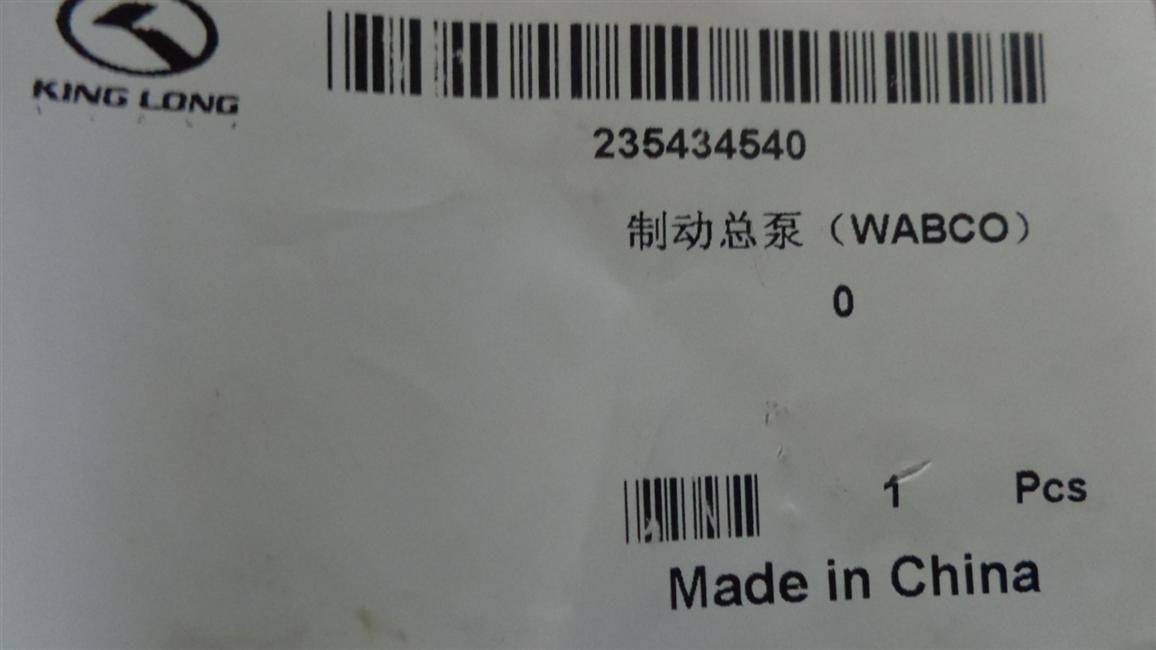 KING LONG
235434540
制动总泵（WABCO）
0
1 Pcs
Made in China